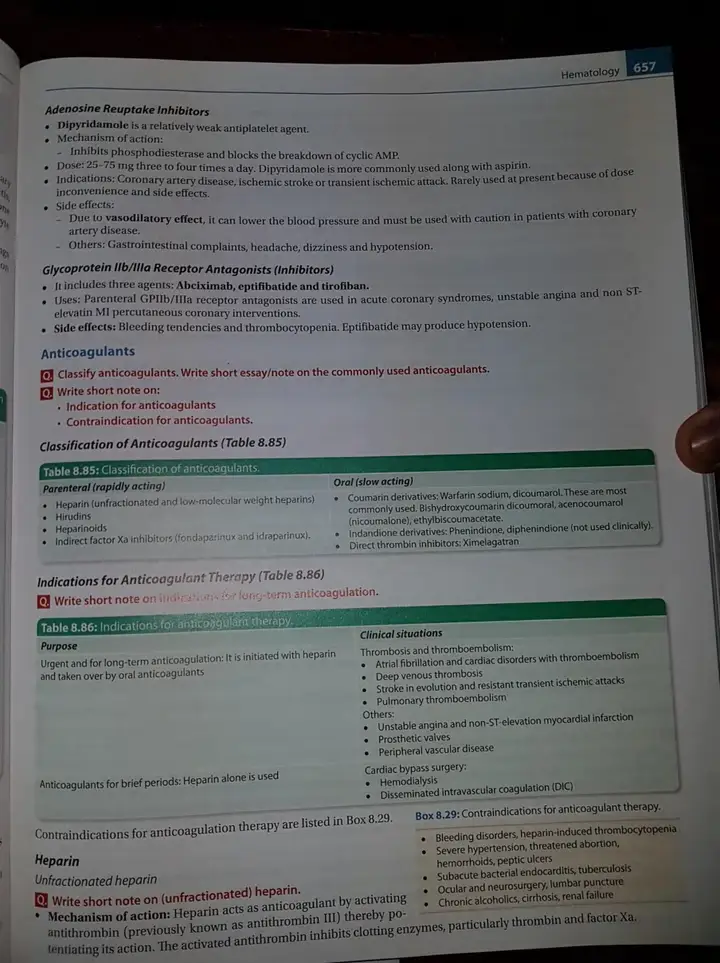 Hematology 657
Adenosine Reuptake Inhibitors
• Dipyridamole is a relatively weak antiplatelet agent.
• Mechanism of action:
– Inhibits phosphodiesterase and blocks the breakdown of cyclic AMP.
• Dose: 25–75 mg three to four times a day. Dipyridamole is more commonly used along with aspirin.
• Indications: Coronary artery disease, ischemic stroke or transient ischemic attack. Rarely used at present because of dose
inconvenience and side effects.
• Side effects:
– Due to vasodilatory effect, it can lower the blood pressure and must be used with caution in patients with coronary
artery disease.
– Others: Gastrointestinal complaints, headache, dizziness and hypotension.
Glycoprotein IIb/IIIa Receptor Antagonists (Inhibitors)
• It includes three agents: Abciximab, eptifibatide and tirofiban.
• Uses: Parenteral GPIIb/IIIa receptor antagonists are used in acute coronary syndromes, unstable angina and non ST-
elevatin MI percutaneous coronary interventions.
• Side effects: Bleeding tendencies and thrombocytopenia. Eptifibatide may produce hypotension.
Anticoagulants
Q. Classify anticoagulants. Write short essay/note on the commonly used anticoagulants.
Q. Write short note on:
• Indication for anticoagulants
• Contraindication for anticoagulants.
Classification of Anticoagulants (Table 8.85)
Table 8.85: Classification of anticoagulants.
Parenteral (rapidly acting)
• Heparin (unfractionated and low-molecular weight heparins)
• Hirudins
• Heparinoids
• Indirect factor Xa inhibitors (fondaparinux and idraparinux).
Oral (slow acting)
• Coumarin derivatives: Warfarin sodium, dicoumarol. These are most
commonly used. Bishydroxycoumarin dicoumoral, acenocoumarol
(nicoumalone), ethylbiscoumacetate.
• Indandione derivatives: Phenindione, diphenindione (not used clinically).
• Direct thrombin inhibitors: Ximelagatran
Indications for Anticoagulant Therapy (Table 8.86)
Q. Write short note on indications for long-term anticoagulation.
Table 8.86: Indications for anticoagulant therapy.
Purpose
Clinical situations
Urgent and for long-term anticoagulation: It is initiated with heparin
and taken over by oral anticoagulants
Thrombosis and thromboembolism:
• Atrial fibrillation and cardiac disorders with thromboembolism
• Deep venous thrombosis
• Stroke in evolution and resistant transient ischemic attacks
• Pulmonary thromboembolism
Others:
• Unstable angina and non-ST-elevation myocardial infarction
• Prosthetic valves
• Peripheral vascular disease
Anticoagulants for brief periods: Heparin alone is used
Cardiac bypass surgery:
• Hemodialysis
• Disseminated intravascular coagulation (DIC)
Contraindications for anticoagulation therapy are listed in Box 8.29.
Heparin
Unfractionated heparin
Q. Write short note on (unfractionated) heparin.
Box 8.29: Contraindications for anticoagulant therapy.
• Bleeding disorders, heparin-induced thrombocytopenia
• Severe hypertension, threatened abortion,
hemorrhoids, peptic ulcers
• Subacute bacterial endocarditis, tuberculosis
• Ocular and neurosurgery, lumbar puncture
• Chronic alcoholics, cirrhosis, renal failure
• Mechanism of action: Heparin acts as anticoagulant by activating
antithrombin (previously known as antithrombin III) thereby po-
tentiating its action. The activated antithrombin inhibits clotting enzymes, particularly thrombin and factor Xa.